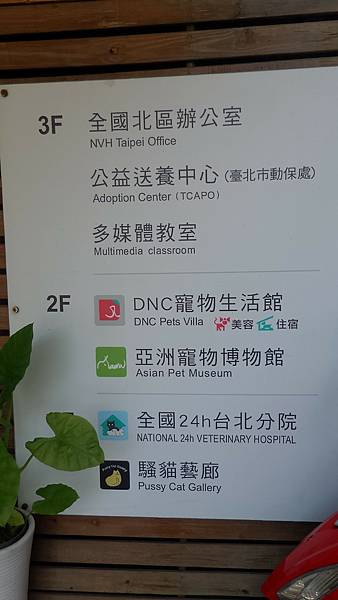 3F 全國北區辦公室
NVH Taipei Office
公益送養中心(臺北市動保處)
Adoption Center (TCAPO)
多媒體教室
Multimedia classroom
2F DNC寵物生活館
DNC Pets Villa 美容 住宿
亞洲寵物博物館
Asian Pet Museum
全國24h台北分院
NATIONAL 24h VETERINARY HOSPITAL
騷貓藝廊
Pussy Cat Gallery